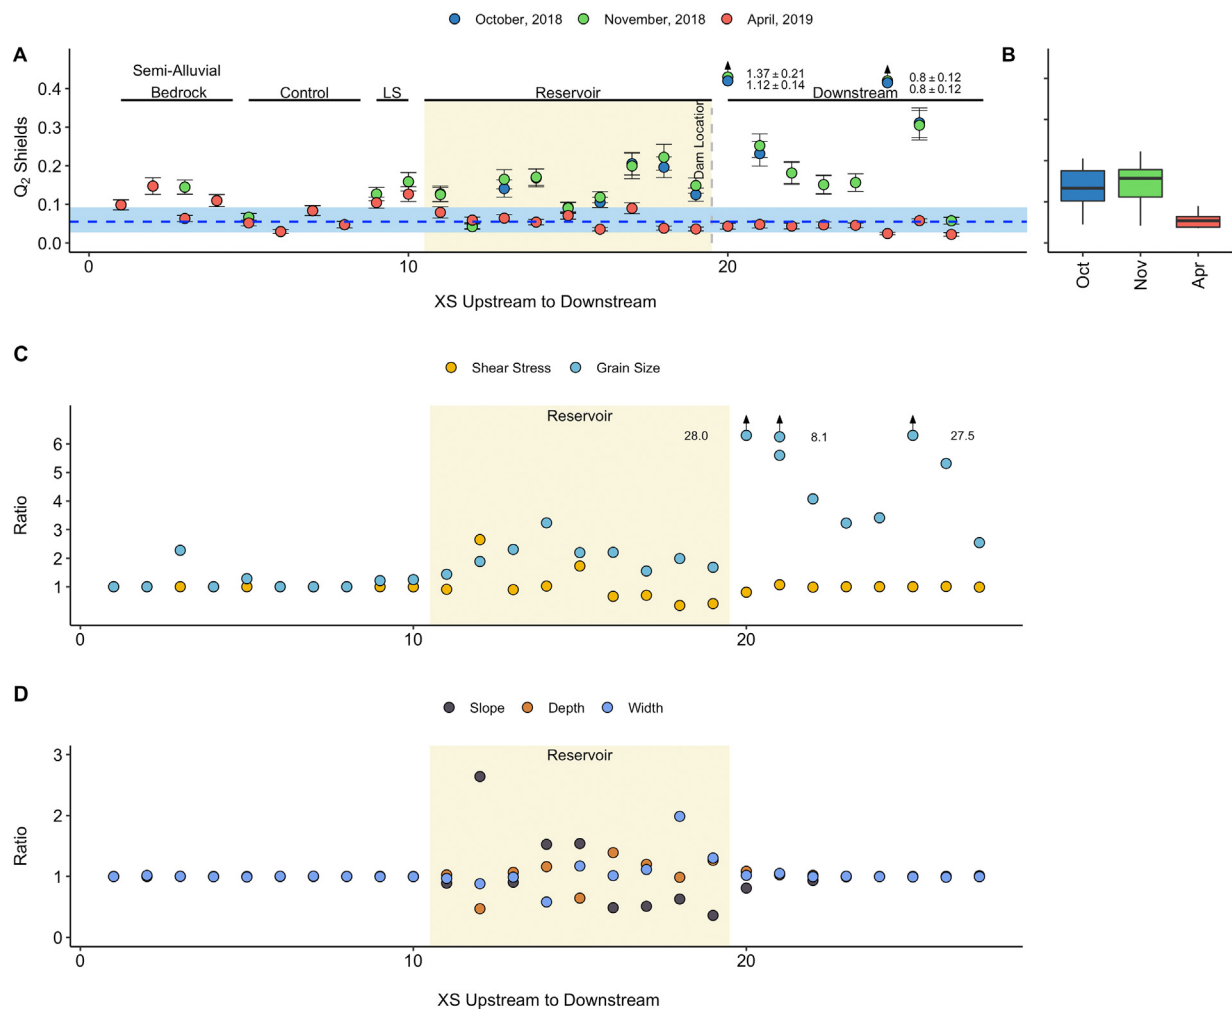 October, 2018 November, 2018 April, 2019
A
B
Semi-Alluvial
Bedrock Control LS Reservoir Downstream
1.37 ± 0.21
1.12 ± 0.14
0.8 ± 0.12
0.8 ± 0.12
Dam Location
Q2 Shields
0.4
0.3
0.2
0.1
0.0
0 10 20
XS Upstream to Downstream
Oct Nov Apr
C
Shear Stress Grain Size
Reservoir
28.0 8.1 27.5
Ratio
6
5
4
3
2
1
0 10 20
D
Slope Depth Width
Reservoir
Ratio
3
2
1
0
0 10 20
XS Upstream to Downstream